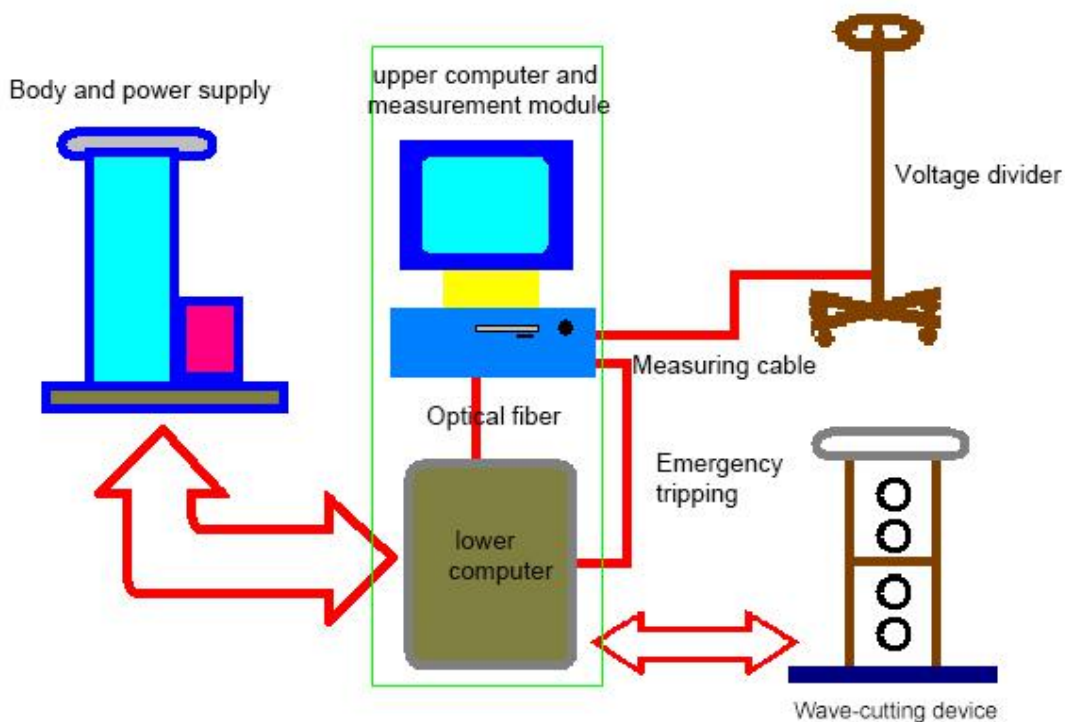 Body and power supply
upper computer and
measurement module
Voltage divider
Measuring cable
Optical fiber
Emergency
tripping
lower
computer
Wave-cutting device